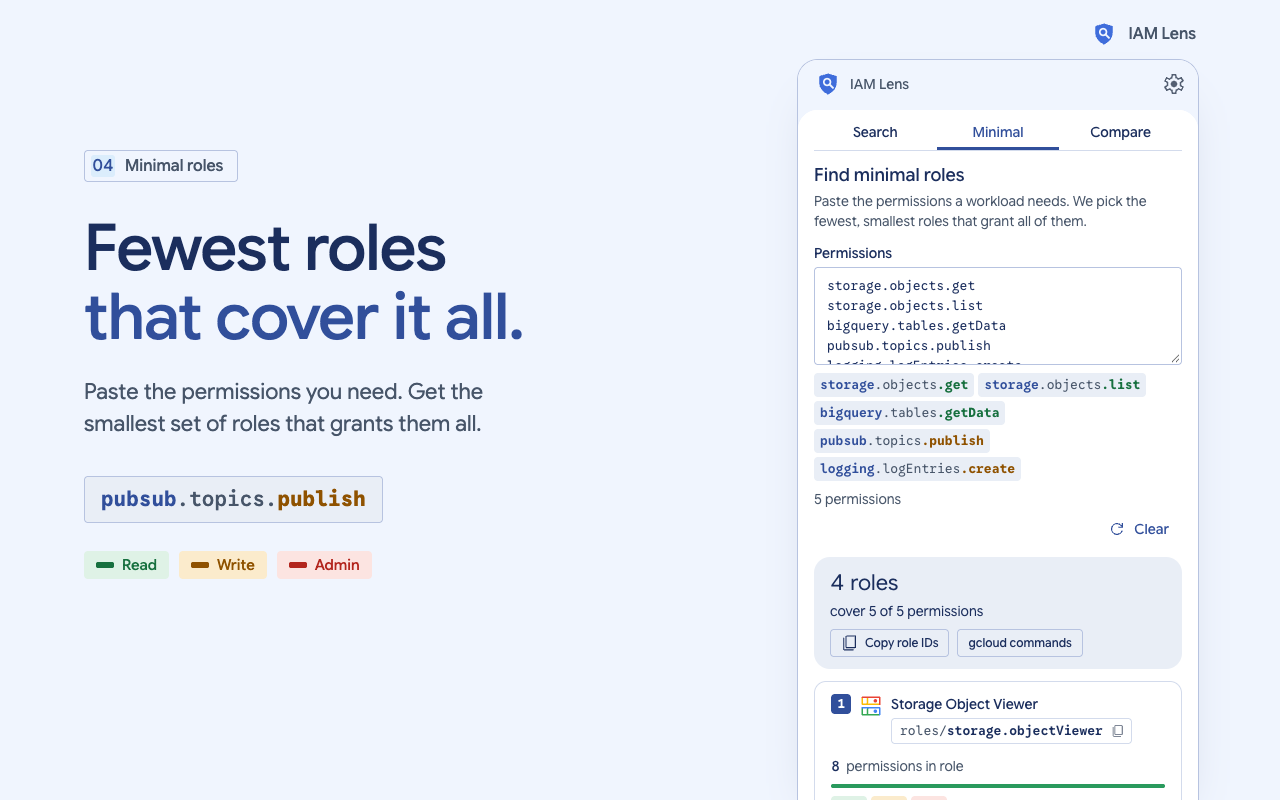 IAM Lens
04 Minimal roles
Fewest roles
that cover it all.
Paste the permissions you need. Get the
smallest set of roles that grants them all.
pubsub.topics.publish
Read Write Admin
IAM Lens
Search Minimal Compare
Find minimal roles
Paste the permissions a workload needs. We pick the
fewest, smallest roles that grant all of them.
Permissions
storage.objects.get
storage.objects.list
bigquery.tables.getData
pubsub.topics.publish
logging.logEntries.create
storage.objects.get storage.objects.list
bigquery.tables.getData
pubsub.topics.publish
logging.logEntries.create
5 permissions
Clear
4 roles
cover 5 of 5 permissions
Copy role IDs gcloud commands
1 Storage Object Viewer
roles/storage.objectViewer
8 permissions in role